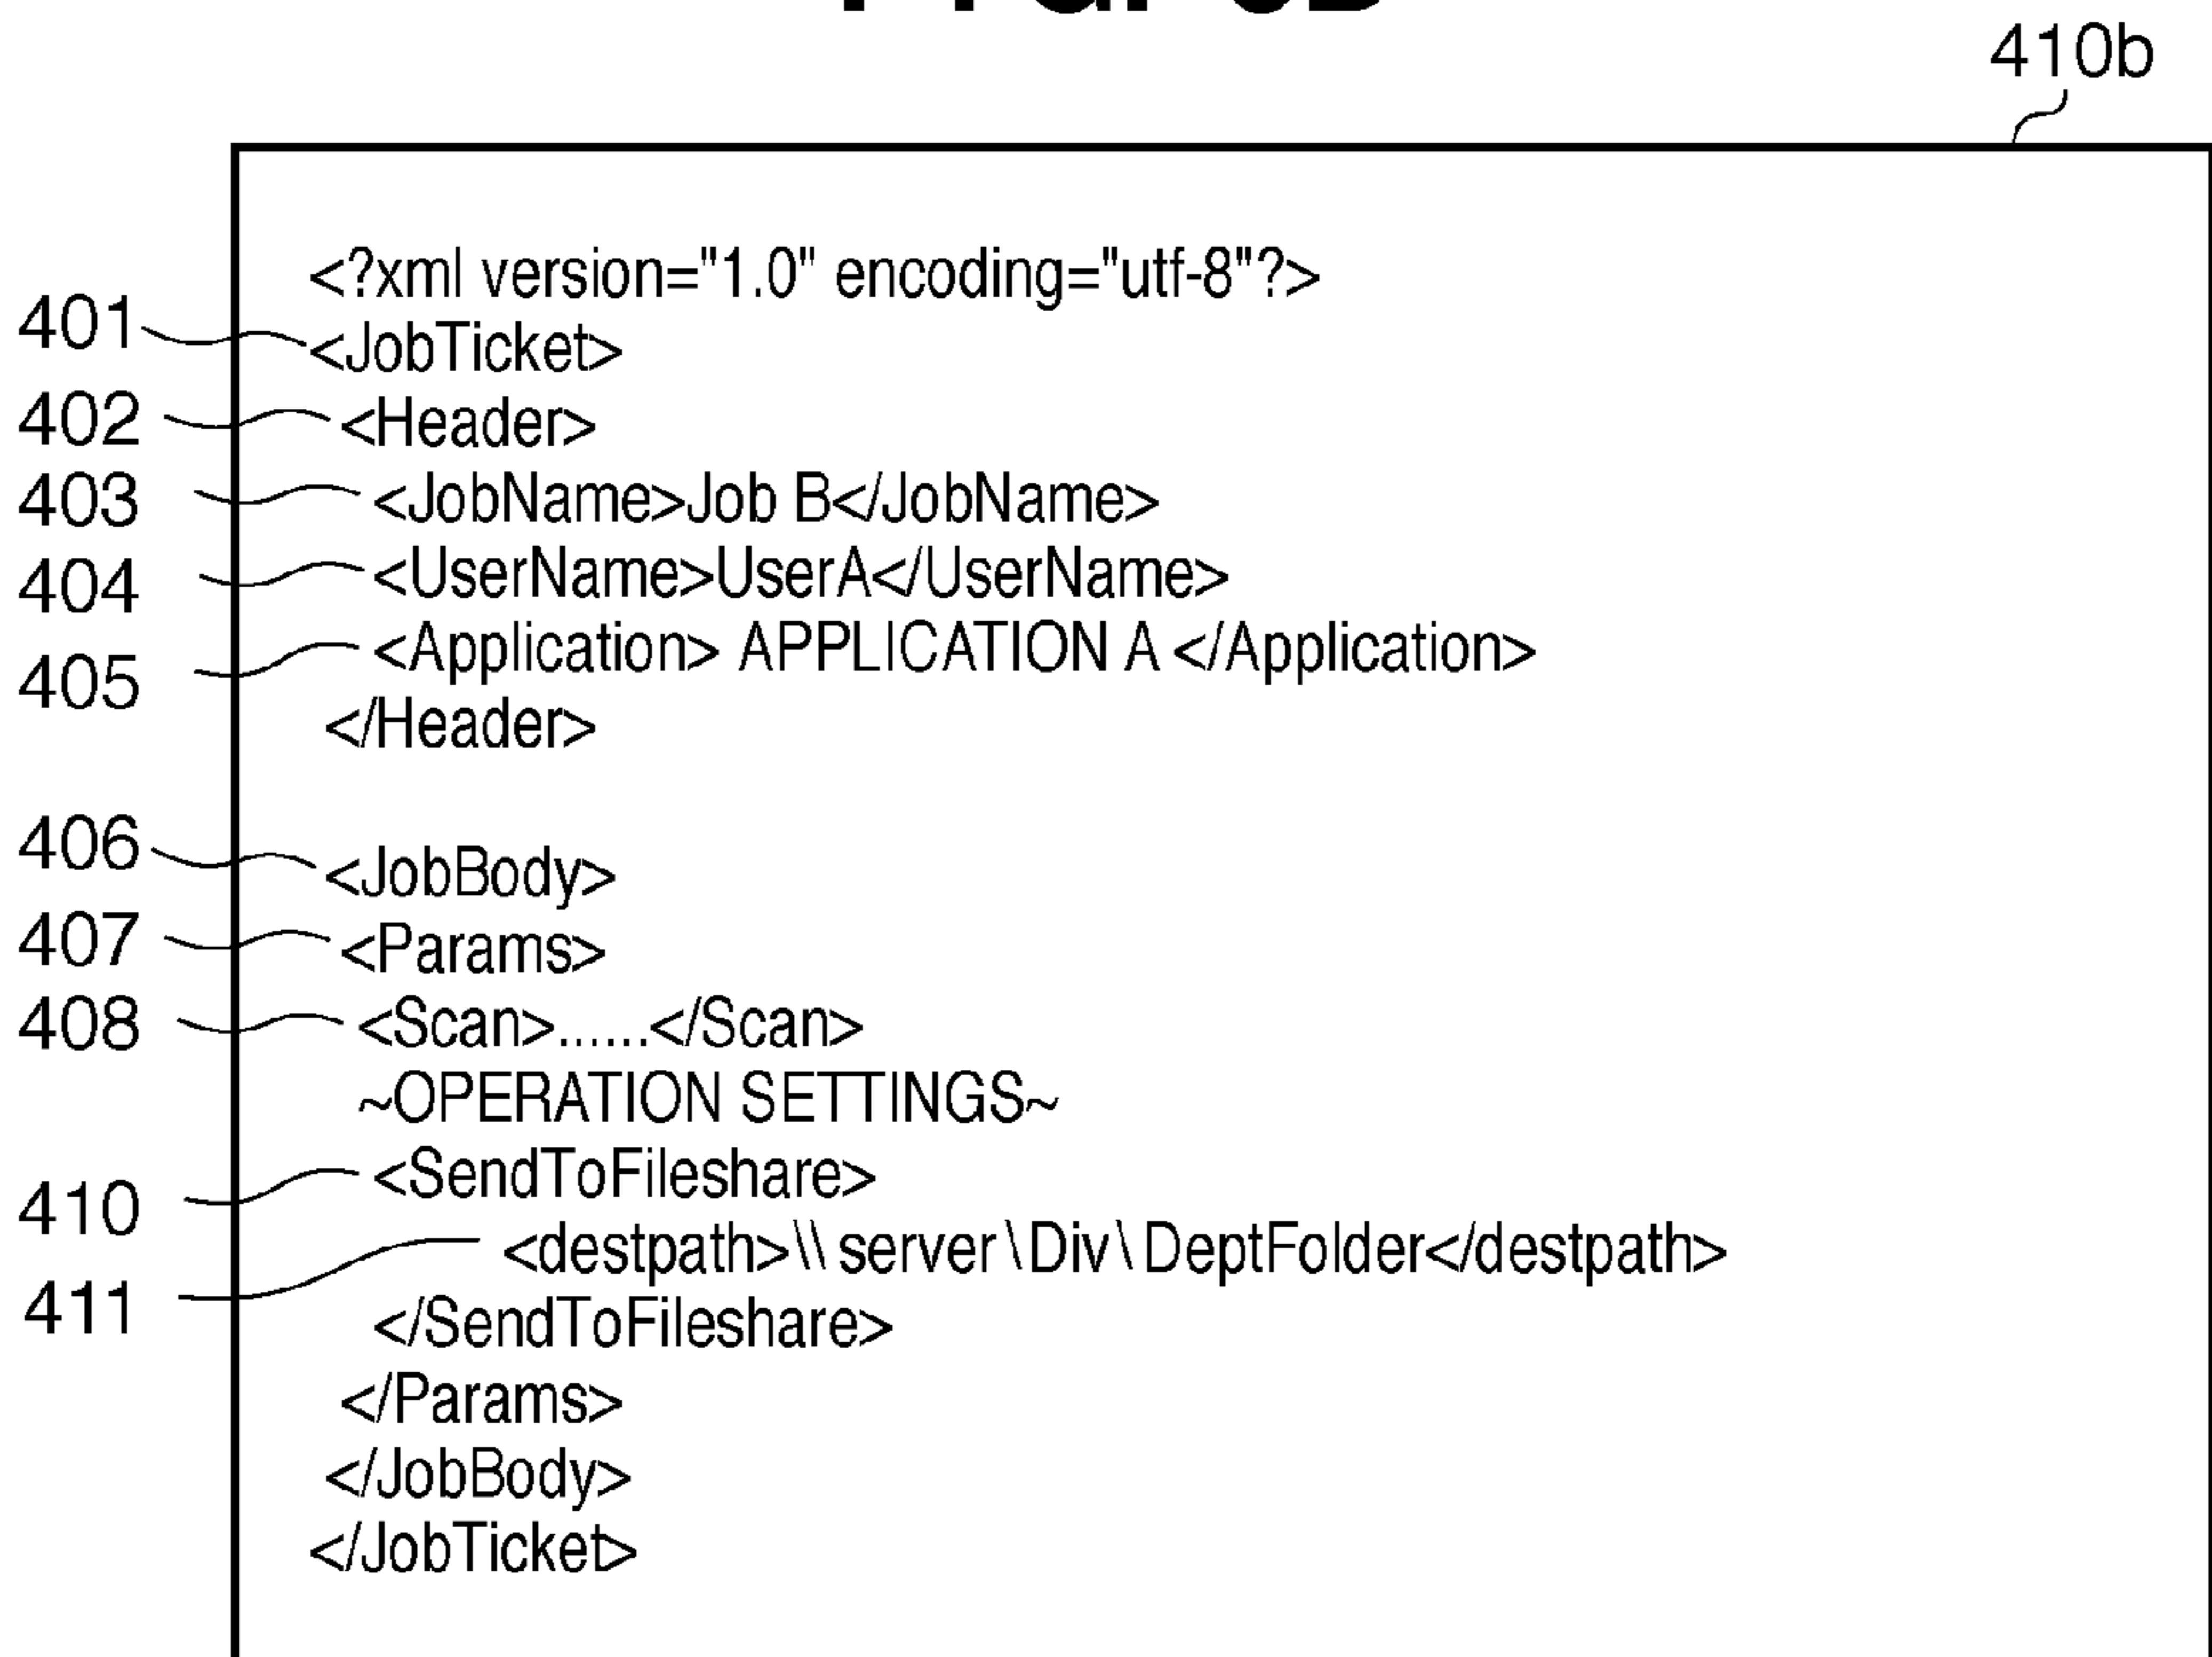 410b
<?xml version="1.0" encoding="utf-8"?>
401 <JobTicket>
402 <Header>
403 <JobName>Job B</JobName>
404 <UserName>UserA</UserName>
405 <Application> APPLICATION A </Application>
</Header>
406 <JobBody>
407 <Params>
408 <Scan>......</Scan>
~OPERATION SETTINGS~
410 <SendToFileshare>
411 <destpath>\\ server\Div\ DeptFolder</destpath>
</SendToFileshare>
</Params>
</JobBody>
</JobTicket>